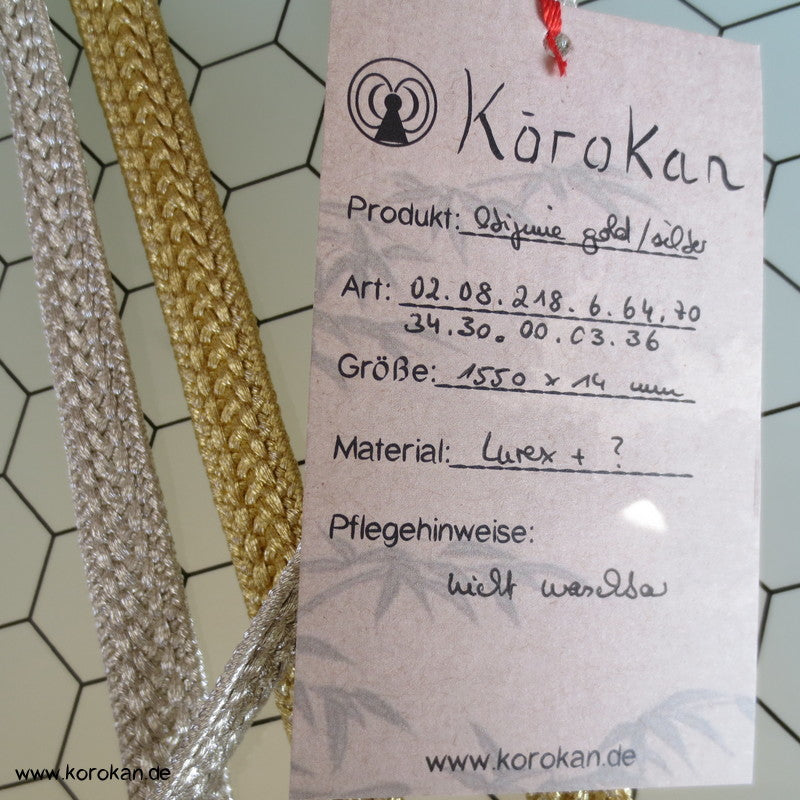 Kōrokan
Produkt: Obijime gold/silber
Art: 02.08.218.6.64.70
34.30.00.03.36
Größe: 1550 x 14 mm
Material: Lurex + ?
Pflegehinweise:
nicht waschbar
www.korokan.de
www.korokan.de